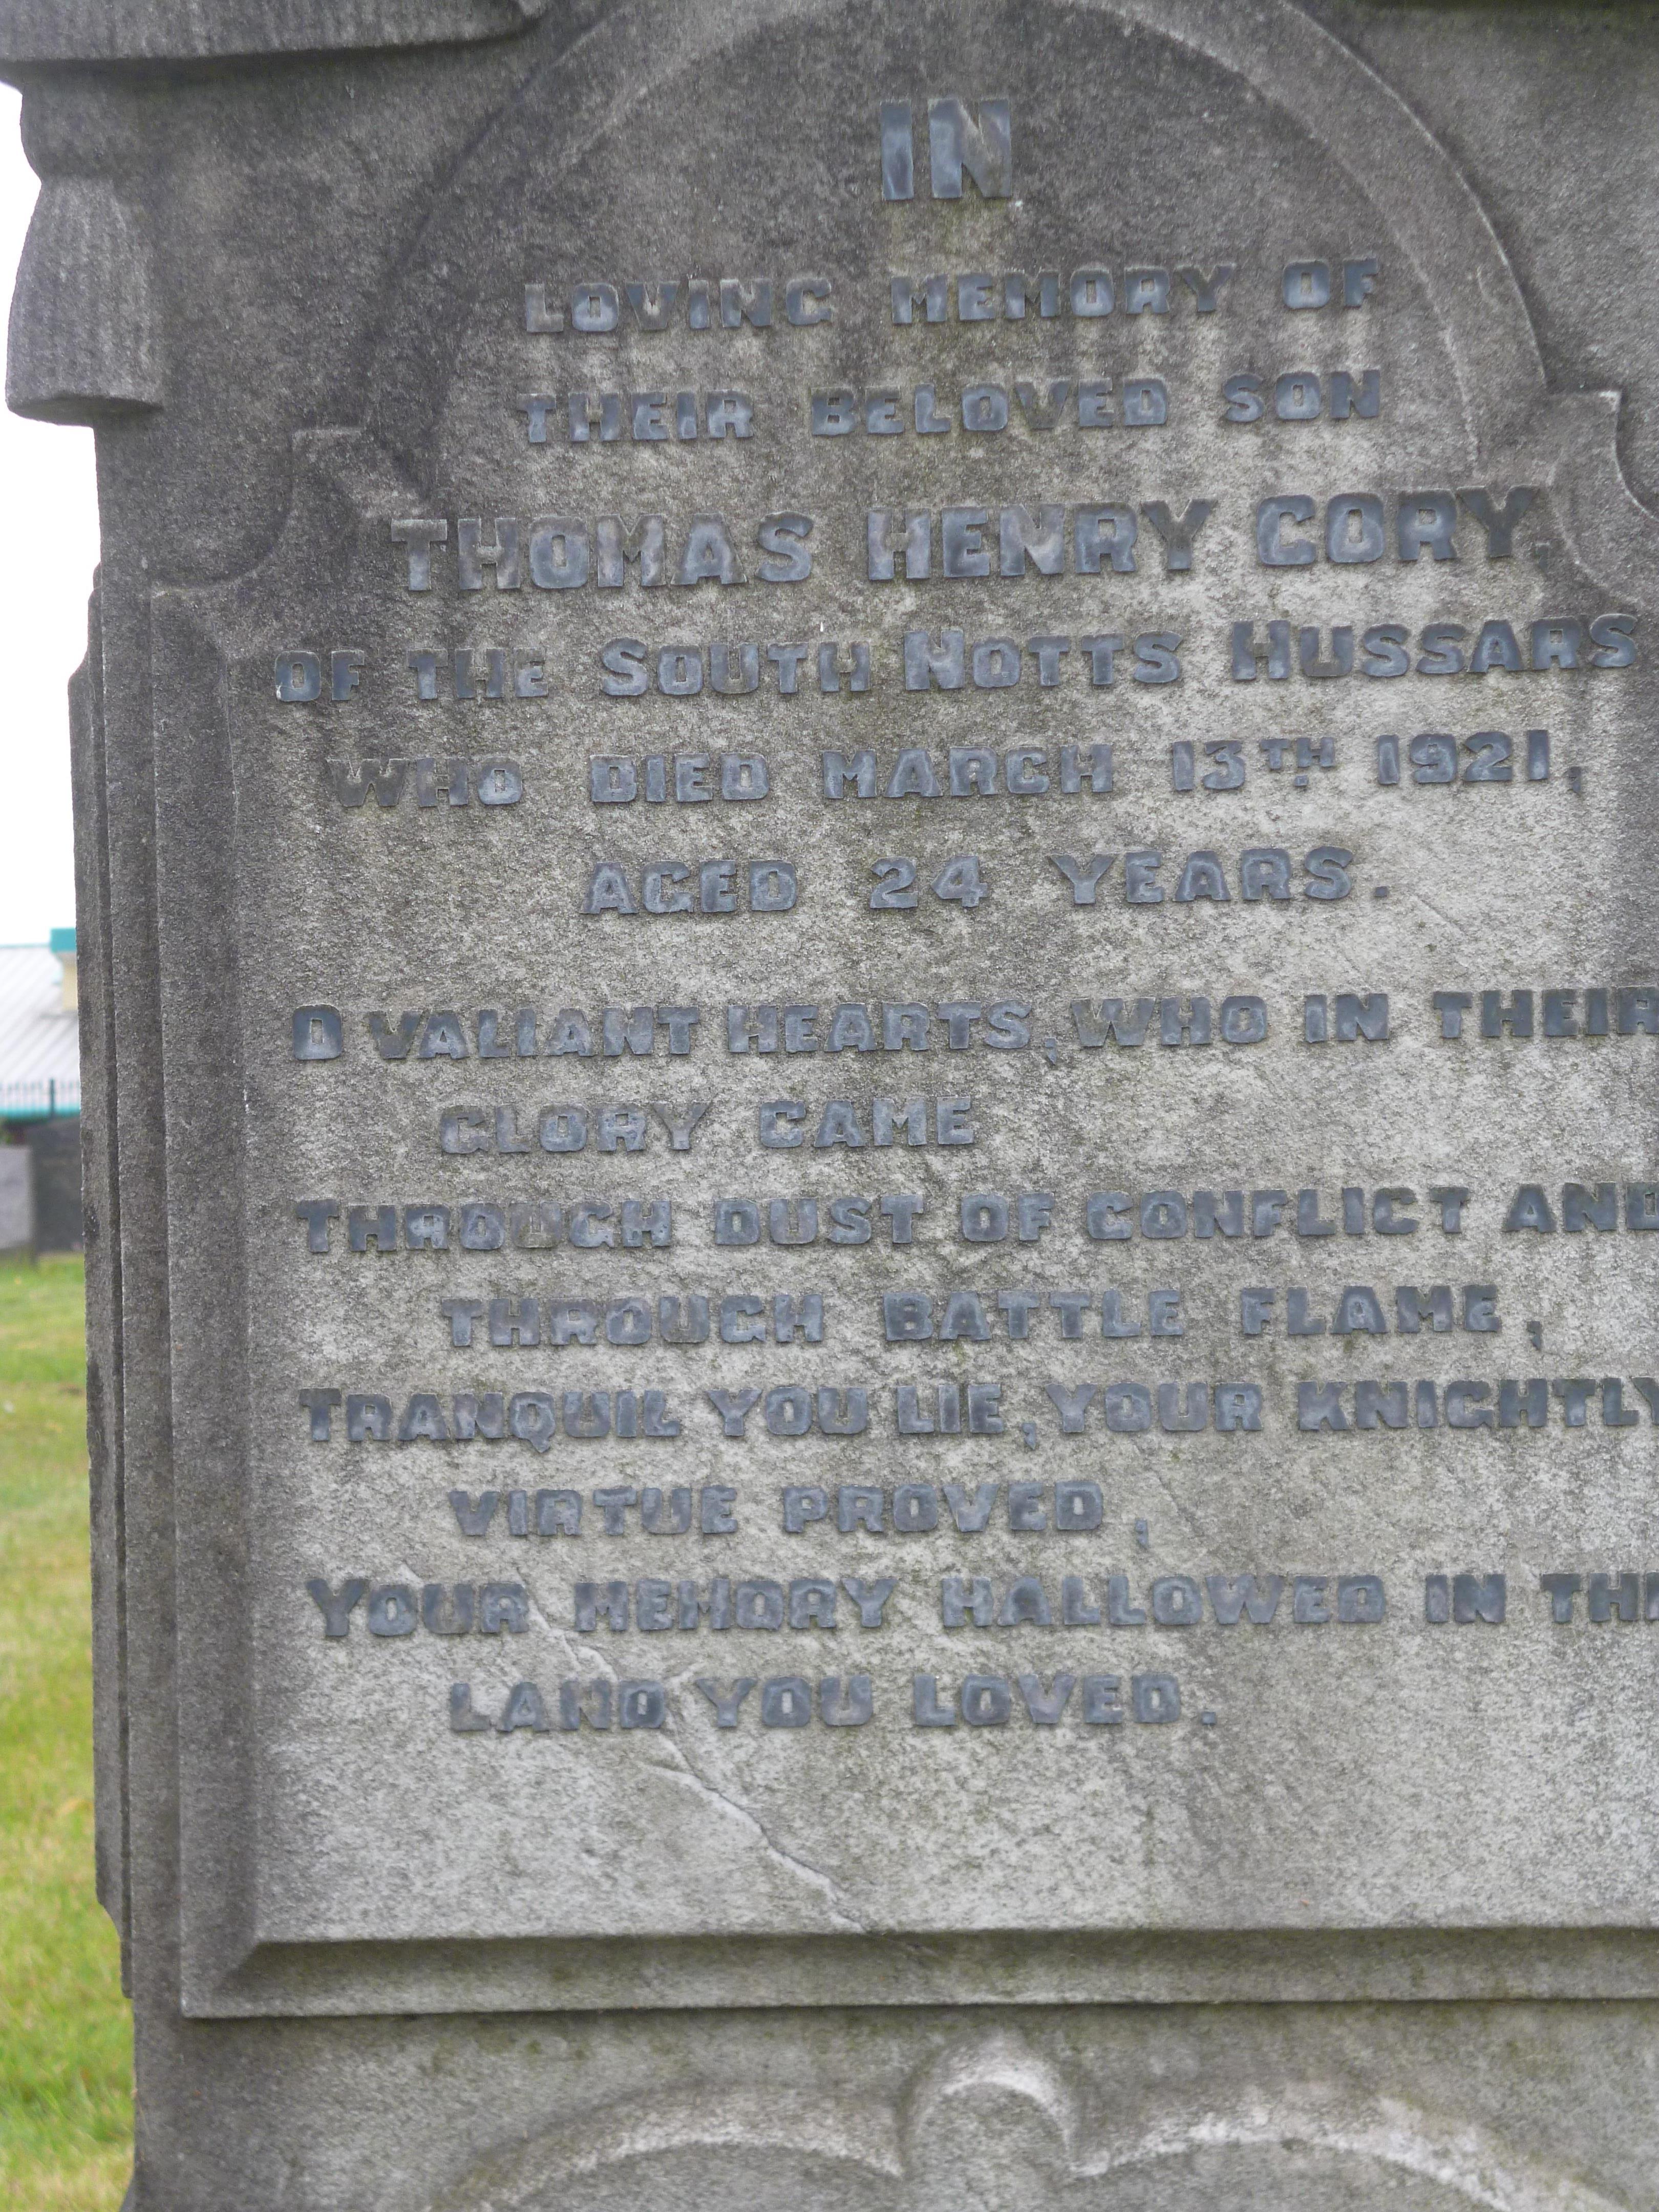 IN
LOVING MEMORY OF
THEIR BELOVED SON
THOMAS HENRY CORY,
OF THE SOUTH NOTTS HUSSARS
WHO DIED MARCH 13TH 1921,
AGED 24 YEARS.
O VALIANT HEARTS, WHO IN THEIR
GLORY CAME
THROUGH DUST OF CONFLICT AND
THROUGH BATTLE FLAME,
TRANQUIL YOU LIE, YOUR KNIGHTLY
VIRTUE PROVED,
YOUR MEMORY HALLOWED IN THE
LAND YOU LOVED.